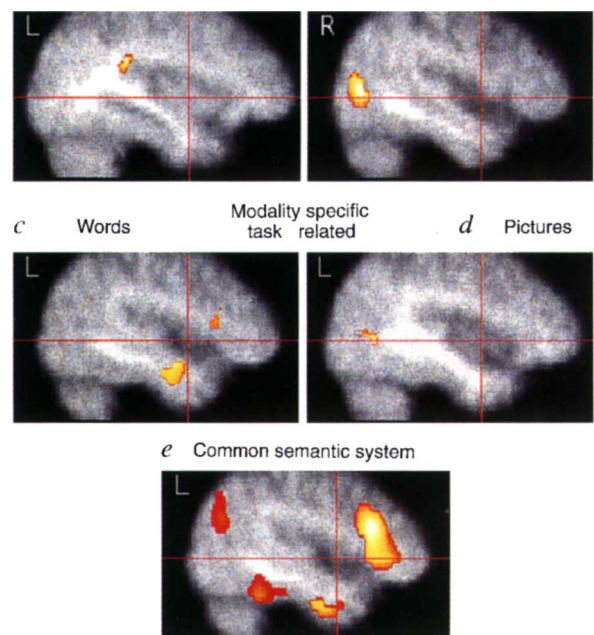 L R
c Words Modality specific d Pictures
task related
L L
e Common semantic system
L